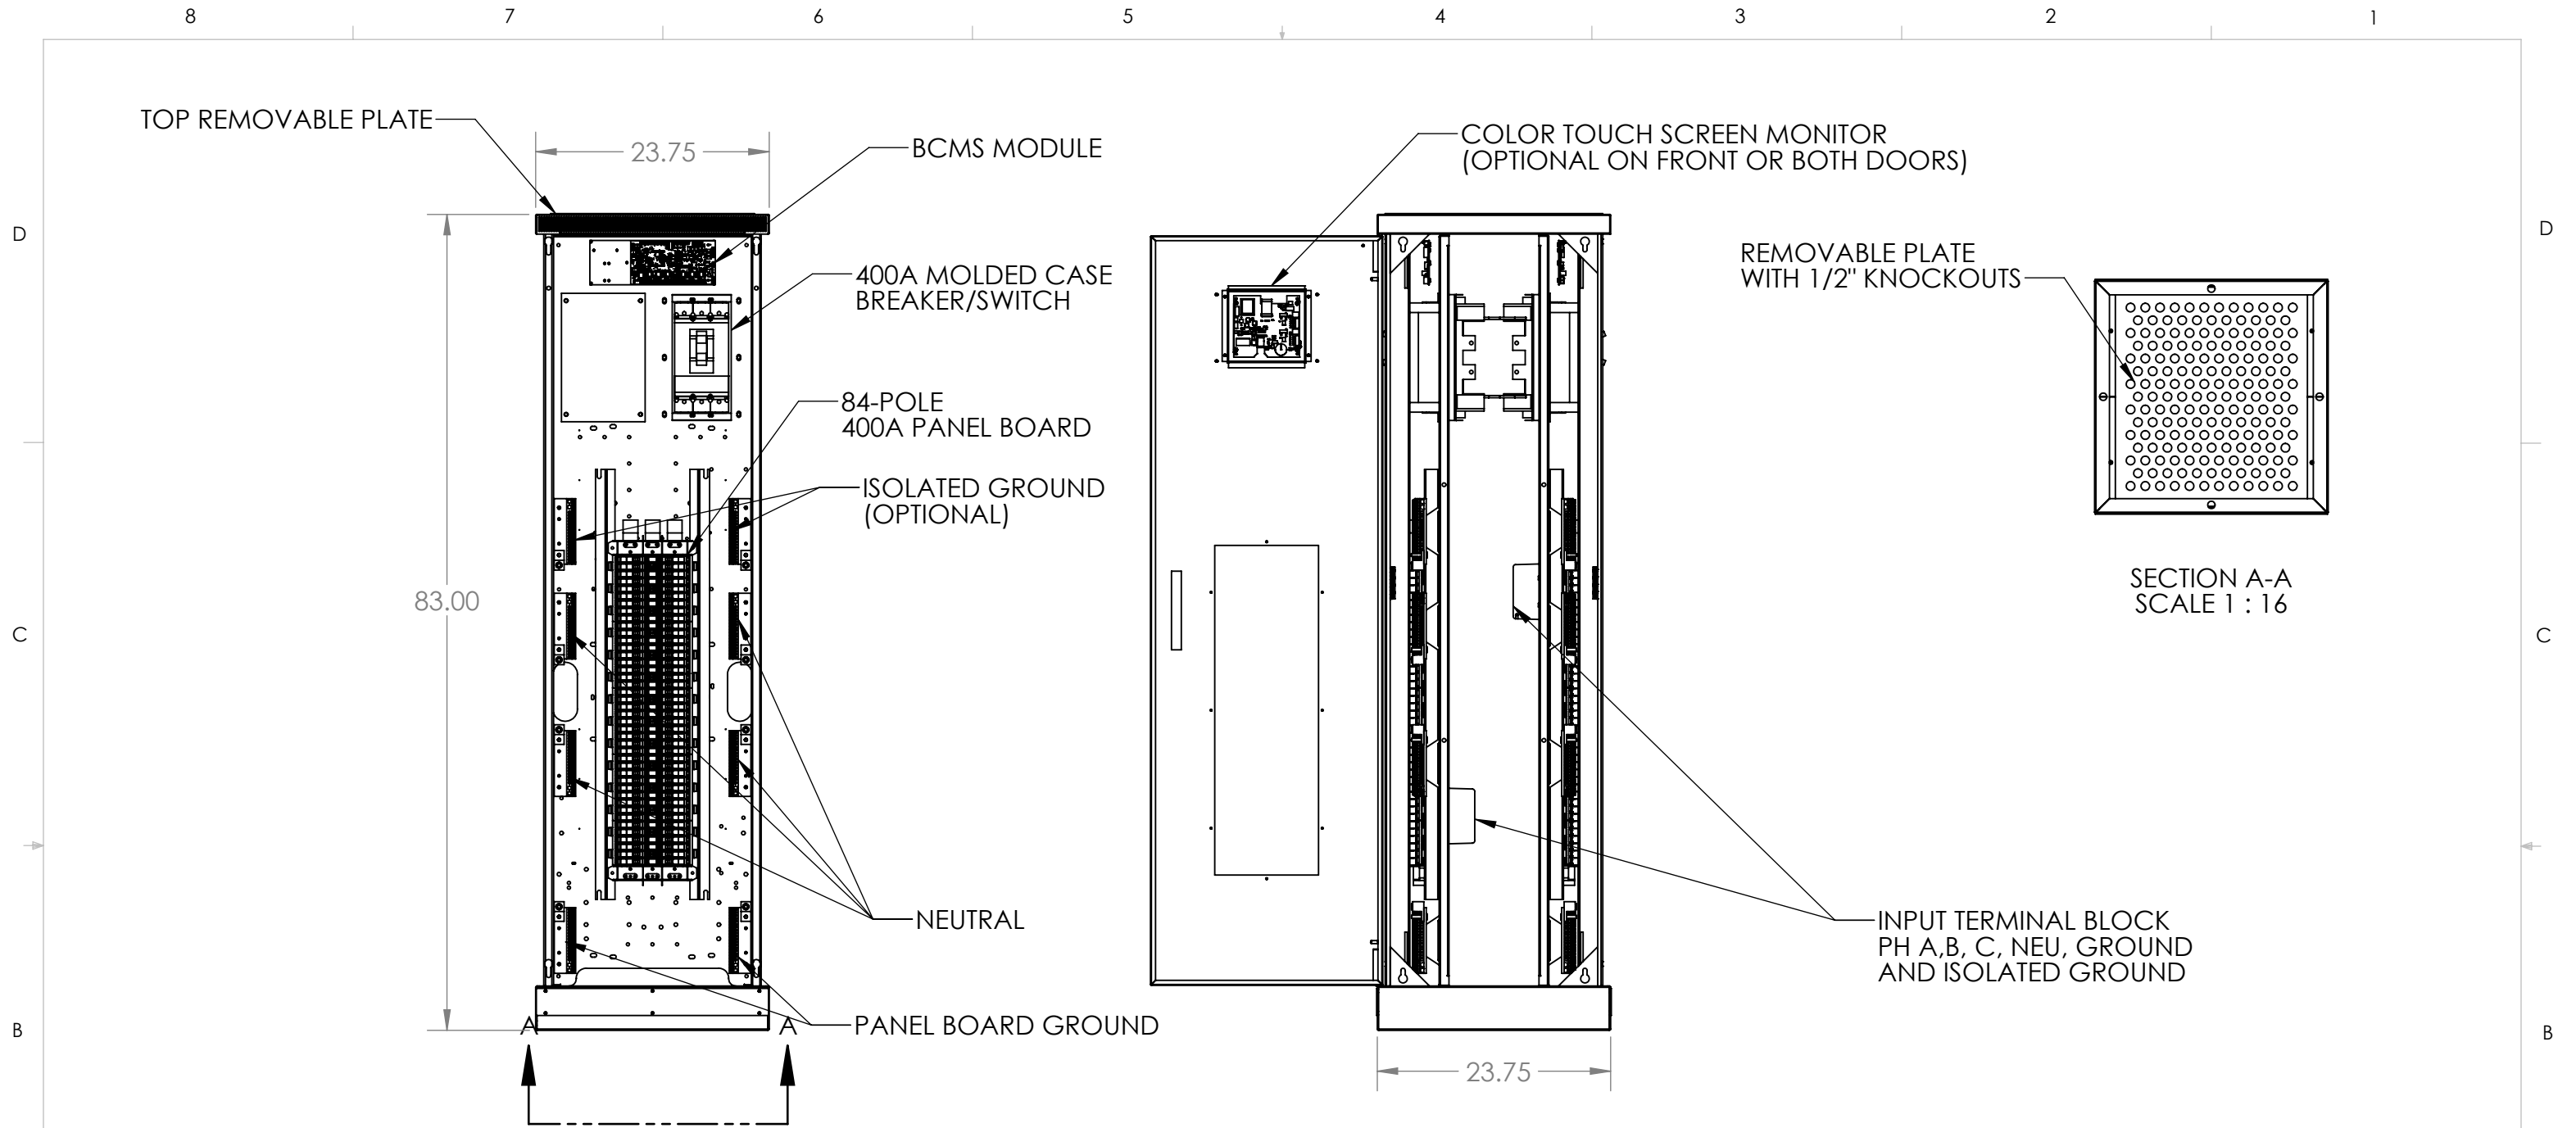 8 7 6 5 4 3 2 1
TOP REMOVABLE PLATE
23.75
BCMS MODULE
COLOR TOUCH SCREEN MONITOR
(OPTIONAL ON FRONT OR BOTH DOORS)
D
D
REMOVABLE PLATE
WITH 1/2" KNOCKOUTS
400A MOLDED CASE
BREAKER/SWITCH
84-POLE
400A PANEL BOARD
ISOLATED GROUND
(OPTIONAL)
SECTION A-A
SCALE 1 : 16
83.00
C
C
NEUTRAL
INPUT TERMINAL BLOCK
PH A,B, C, NEU, GROUND
AND ISOLATED GROUND
PANEL BOARD GROUND
A
A
B
B
23.75